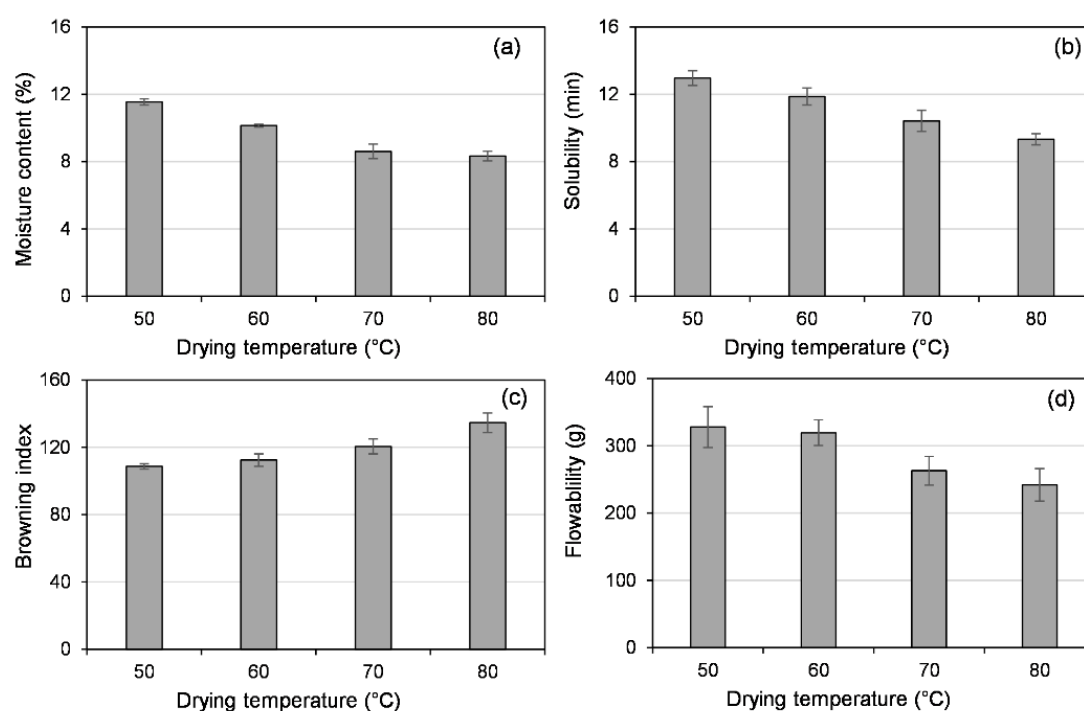 (a)
Moisture content (%)
16
12
8
4
0
50 60 70 80
Drying temperature (°C)
(b)
Solubility (min)
16
12
8
4
0
50 60 70 80
Drying temperature (°C)
(c)
Browning index
160
120
80
40
0
50 60 70 80
Drying temperature (°C)
(d)
Flowablility (g)
400
300
200
100
0
50 60 70 80
Drying temperature (°C)